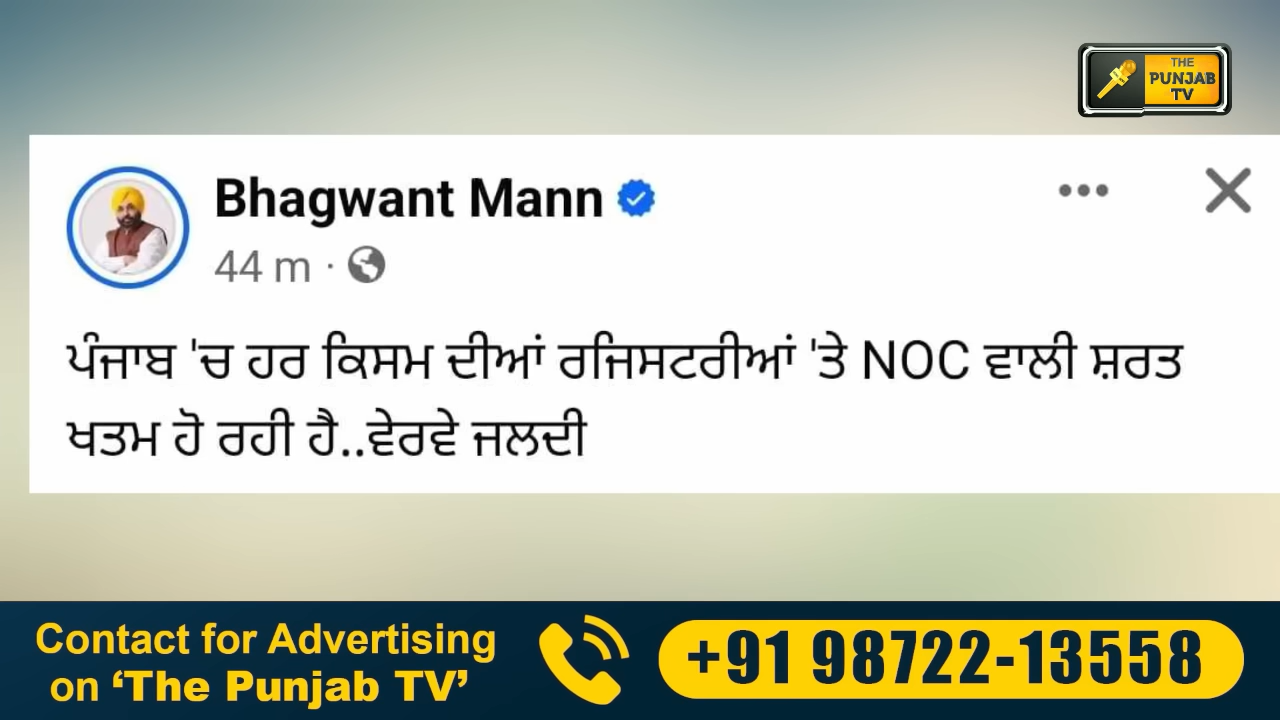 THE
PUNJAB
TV
Bhagwant Mann
44 m ·
ਪੰਜਾਬ 'ਚ ਹਰ ਕਿਸਮ ਦੀਆਂ ਰਜਿਸਟਰੀਆਂ 'ਤੇ NOC ਵਾਲੀ ਸ਼ਰਤ
ਖਤਮ ਹੋ ਰਹੀ ਹੈ..ਵੇਰਵੇ ਜਲਦੀ
Contact for Advertising
on ‘The Punjab TV’
+91 98722-13558